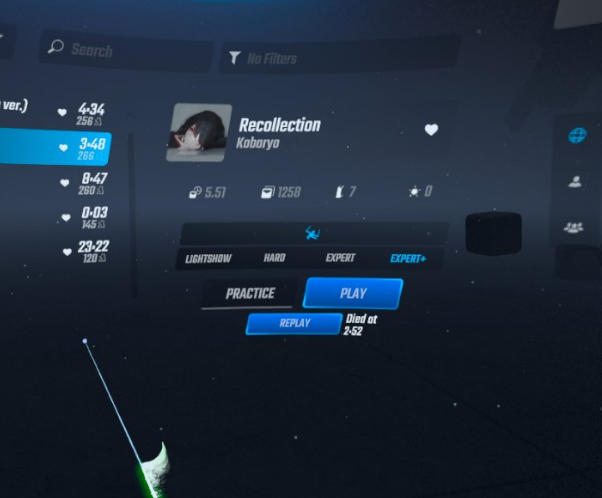 Search
No Filters
ver.)
4:34
256
3:48
266
8:47
260
0:03
145
23:22
120
Recollection
Kobaryo
5.51
1258
7
0
LIGHTSHOW
HARD
EXPERT
EXPERT+
PRACTICE
PLAY
REPLAY
Died at
2:52